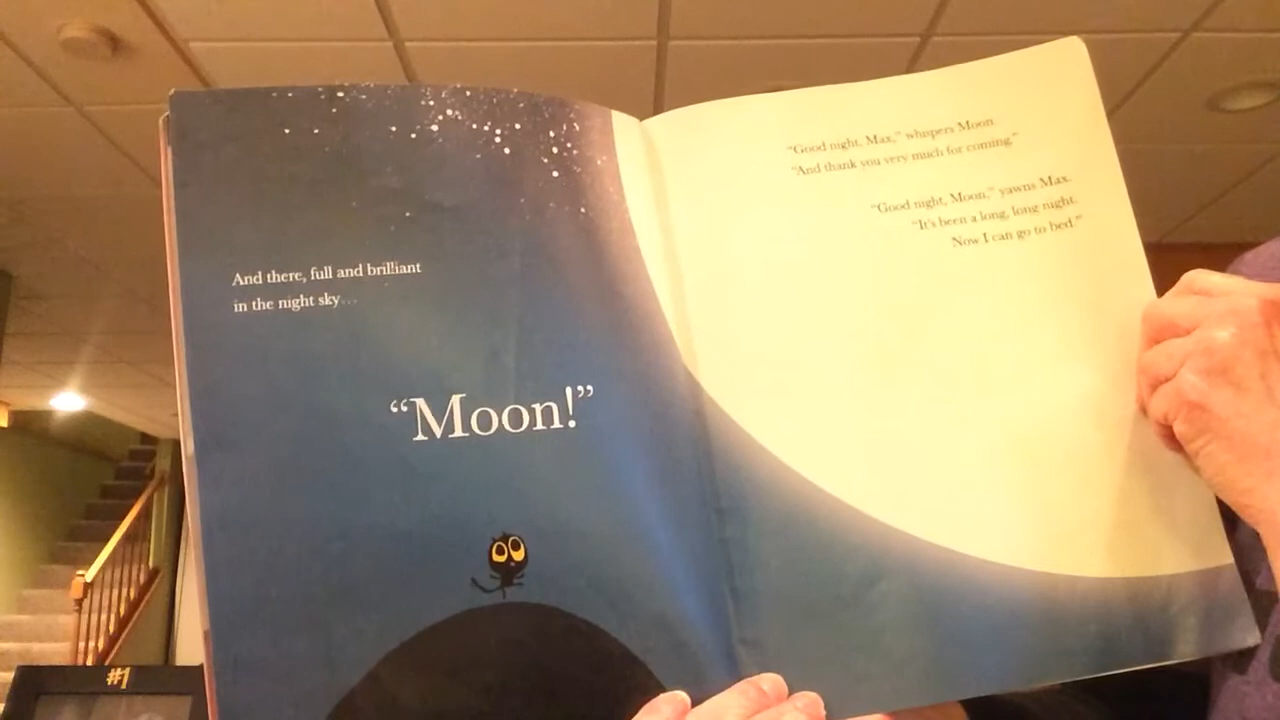 And there, full and brilliant
in the night sky...
“Moon!”
“Good night, Max,” whispers Moon.
“And thank you very much for coming.”
“Good night, Moon,” yawns Max.
“It’s been a long, long night.
Now I can go to bed.”
#1